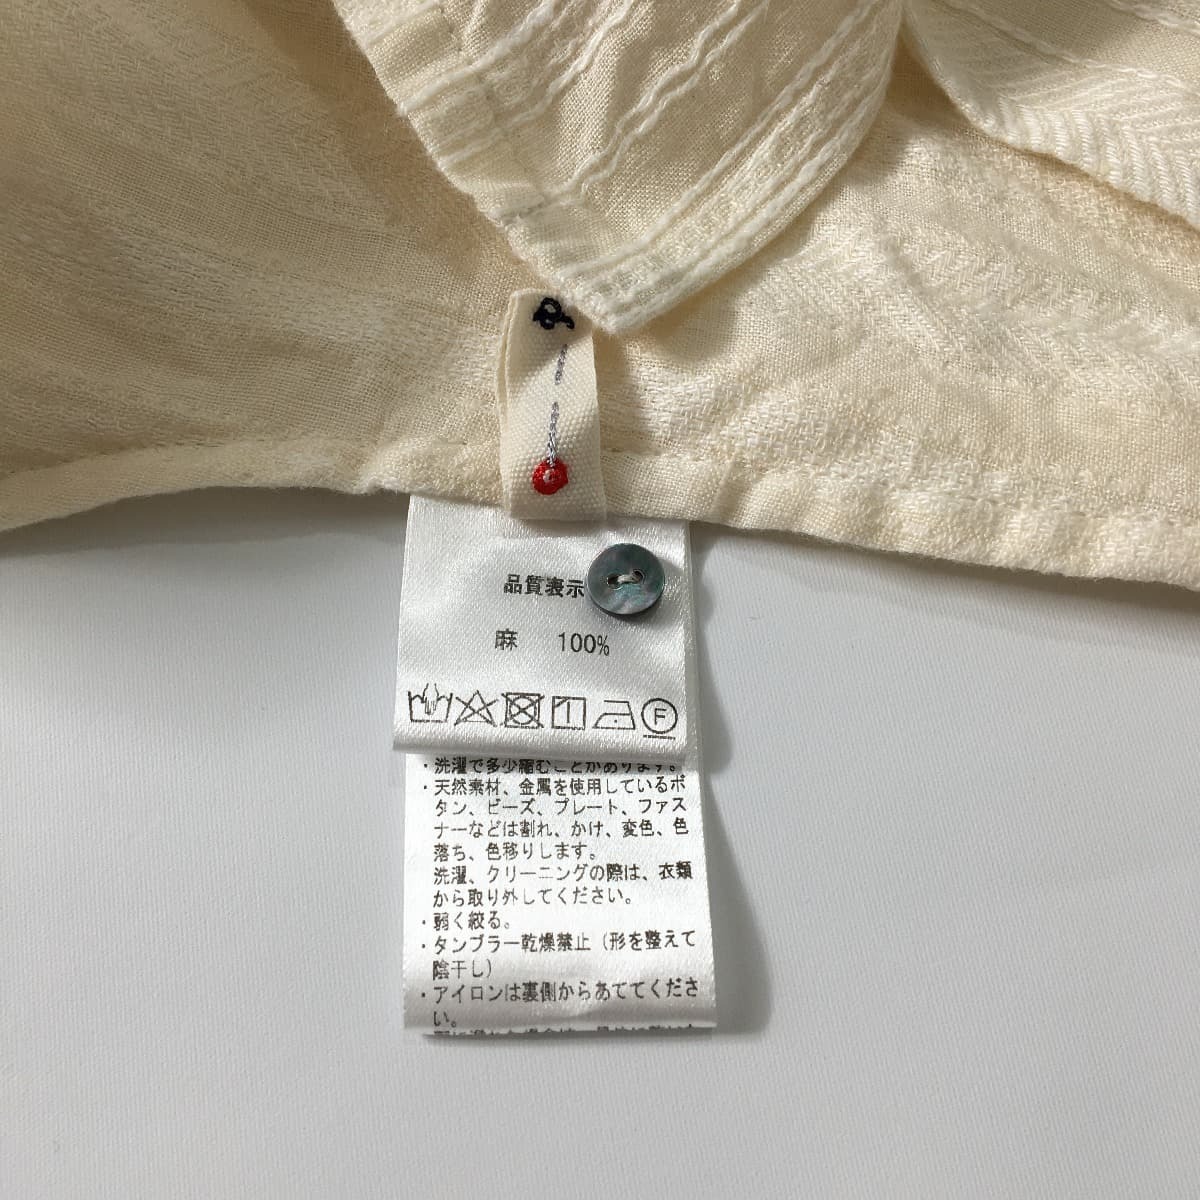 品質表示
麻 100%
F
・洗濯で多少縮むことがあります。
・天然素材、金属を使用しているボ
タン、ビーズ、プレート、ファス
ナーなどは割れ、かけ、変色、色
落ち、色移りします。
洗濯、クリーニングの際は、衣類
から取り外してください。
・弱く絞る。
・タンブラー乾燥禁止(形を整えて
陰干し)
・アイロンは裏側からあててくださ
い。